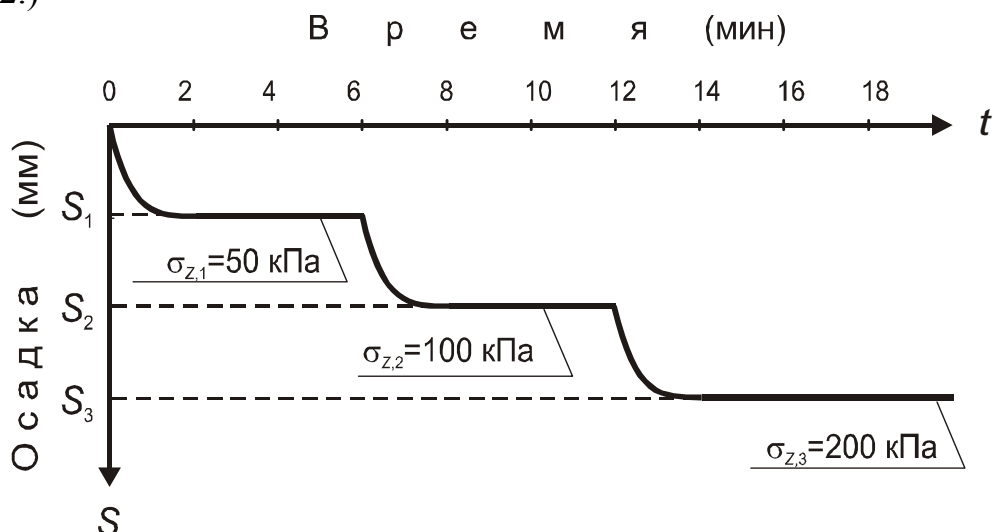 2.)
В р е м я (мин)
0 2 4 6 8 10 12 14 16 18
t
Осадка (мм)
S1
σZ,1=50 кПа
S2
σZ,2=100 кПа
S3
σZ,3=200 кПа
S